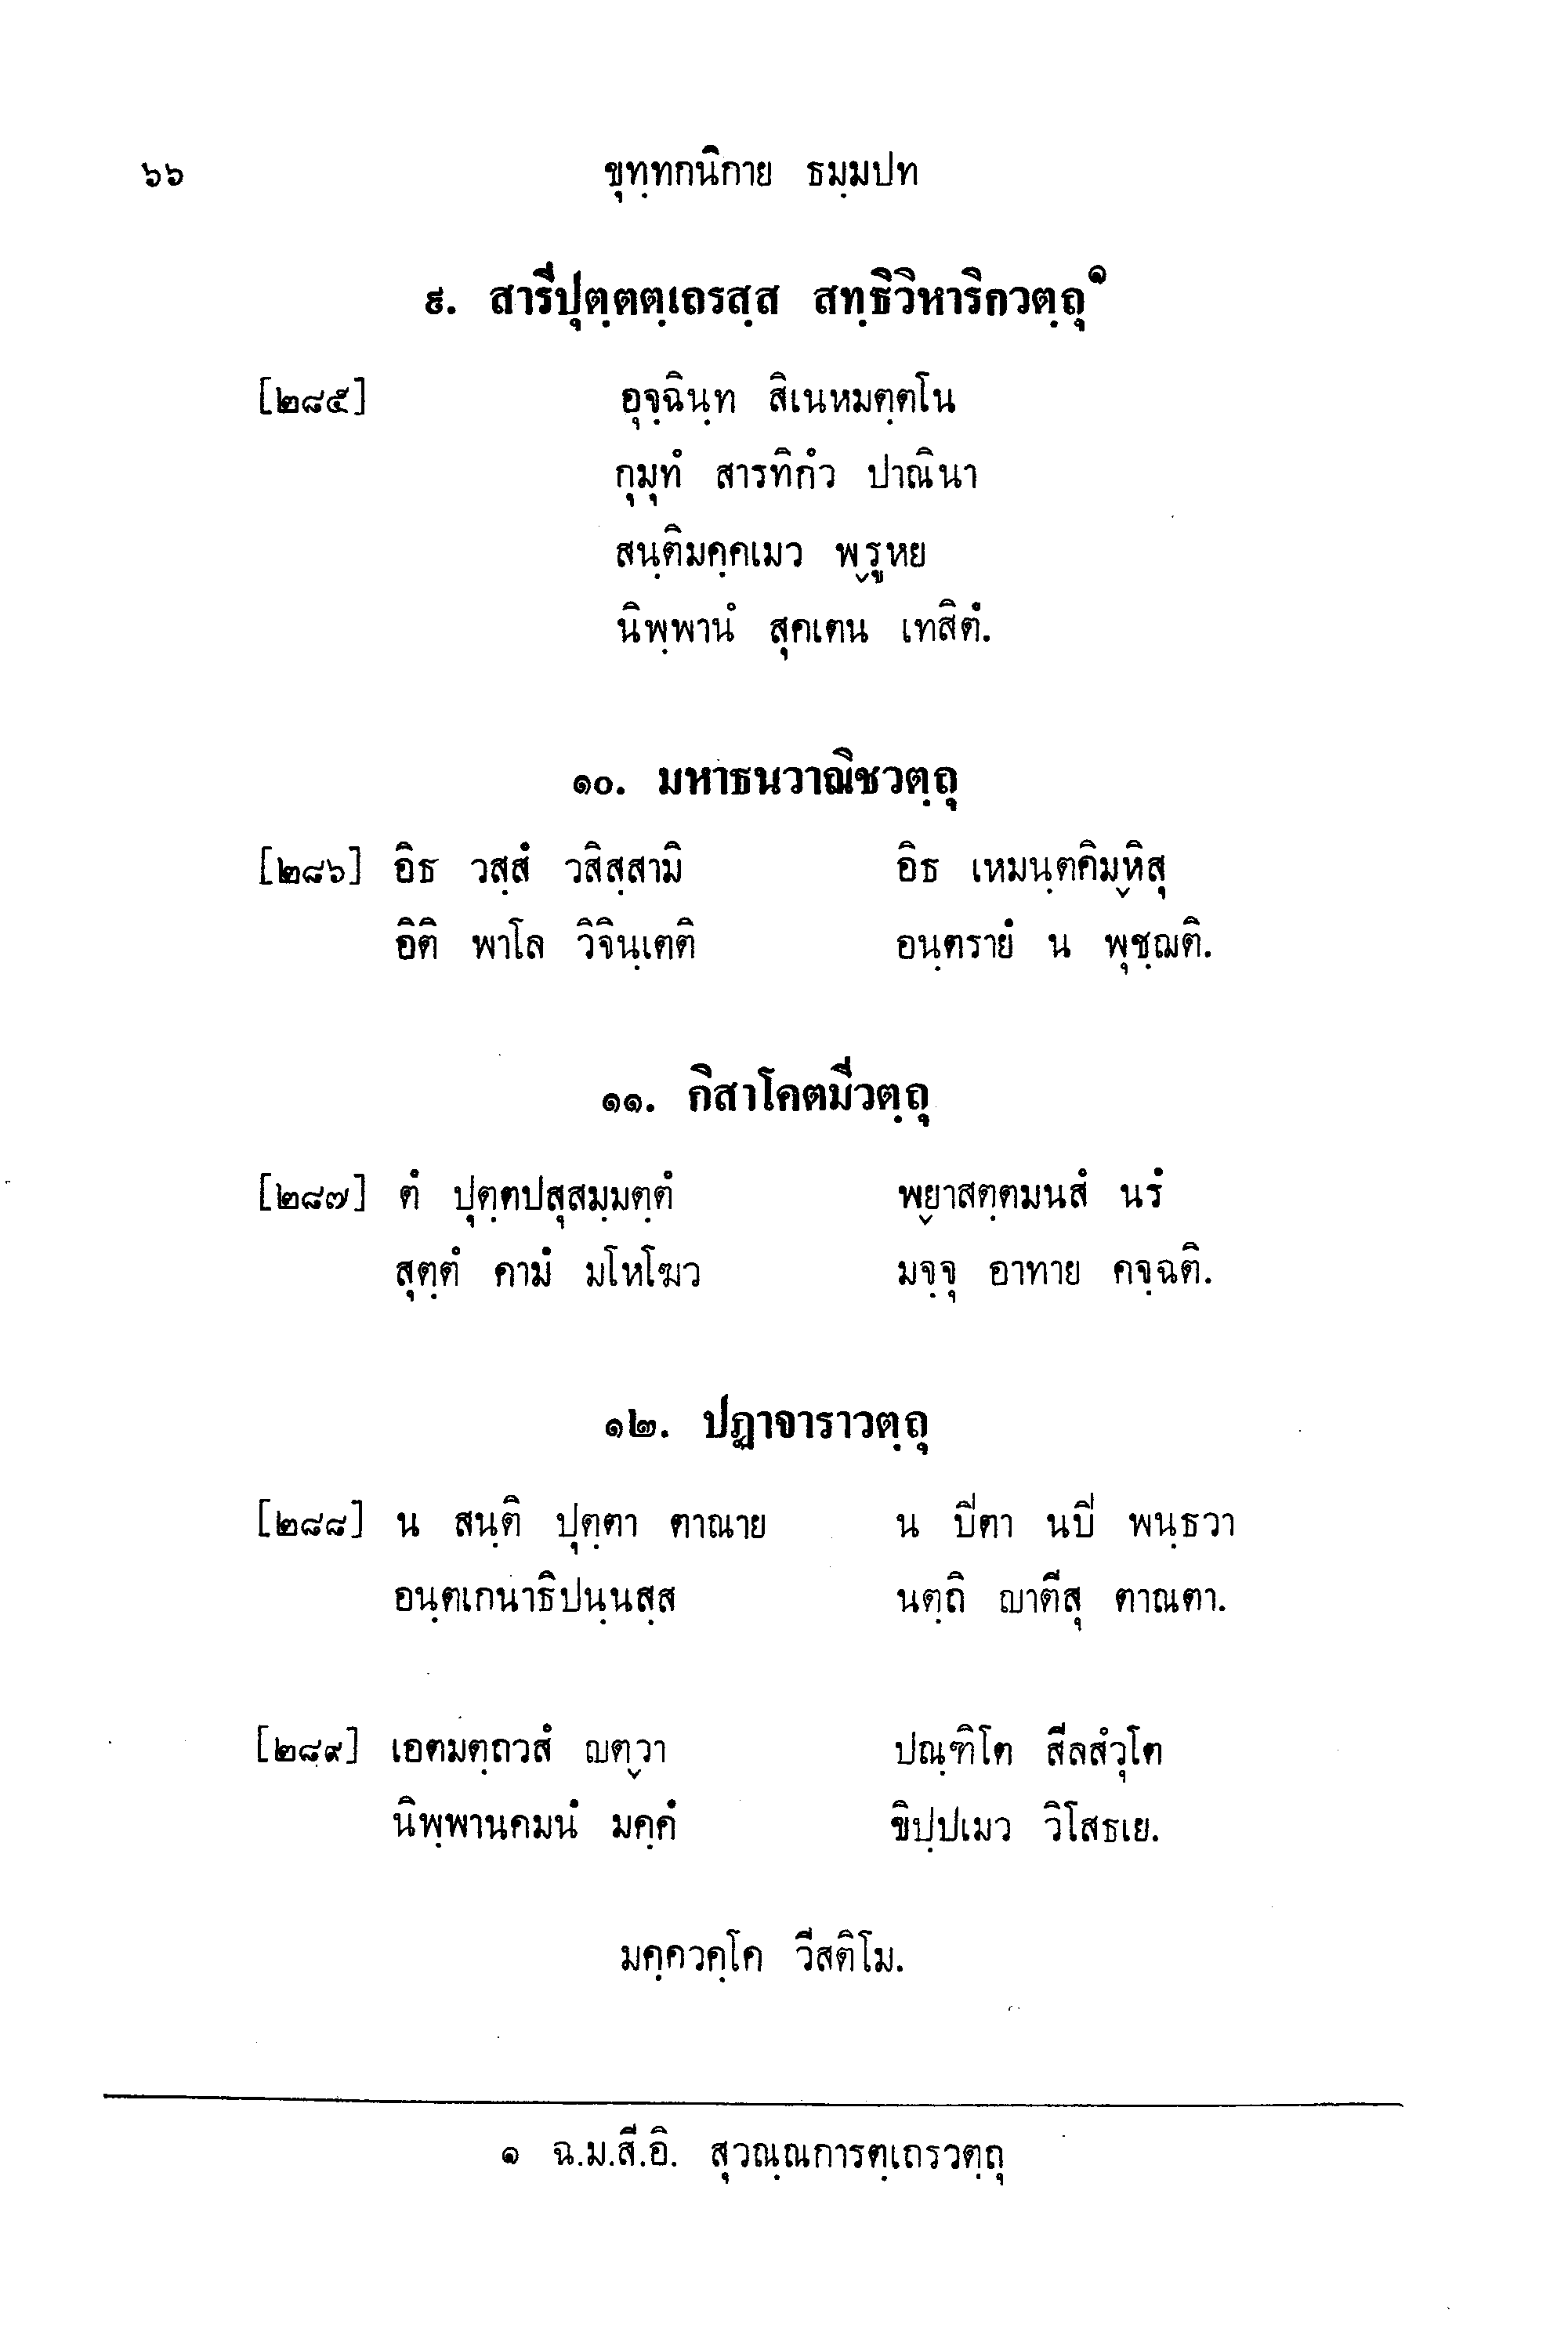 ๖๖ ขุทฺทกนิกาย ธมฺมปท
๙. สารีปุตฺตตฺเถรสฺส สทฺธิวิหาริกวตฺถุ๑
[๒๘๕] อุจฺฉินฺท สิเนหมตฺตโน
กุมุทํ สารทิกํว ปาณินา
สนฺติมคฺคเมว พฺรูหย
นิพฺพานํ สุคเตน เทสิตํ.
๑๐. มหาธนวาณิชวตฺถุ
[๒๘๖] อิธ วสฺสํ วสิสฺสามิ อิธ เหมนฺตคิมฺหิสุ
อิติ พาโล วิจินฺเตติ อนฺตรายํ น พุชฺฌติ.
๑๑. กิสาโคตมีวตฺถุ
[๒๘๗] ตํ ปุตฺตปสุสมฺมตฺตํ พฺยาสตฺตมนสํ นรํ
สุตฺตํ คามํ มโหโฆว มจฺจุ อาทาย คจฺฉติ.
๑๒. ปฏาจาราวตฺถุ
[๒๘๘] น สนฺติ ปุตฺตา ตาณาย น ปิตา นปิ พนฺธวา
อนฺตเกนาธิปนฺนสฺส นตฺถิ ญาตีสุ ตาณตา.
[๒๘๙] เอตมตฺถวสํ ญตฺวา ปณฺฑิโต สีลสํวุโต
นิพฺพานคมนํ มคฺคํ ขิปฺปเมว วิโสธเย.
มคฺควคฺโค วีสติโม.
๑ ฉ.ม.สี.อิ. สุวณฺณการตฺเถรวตฺถุ